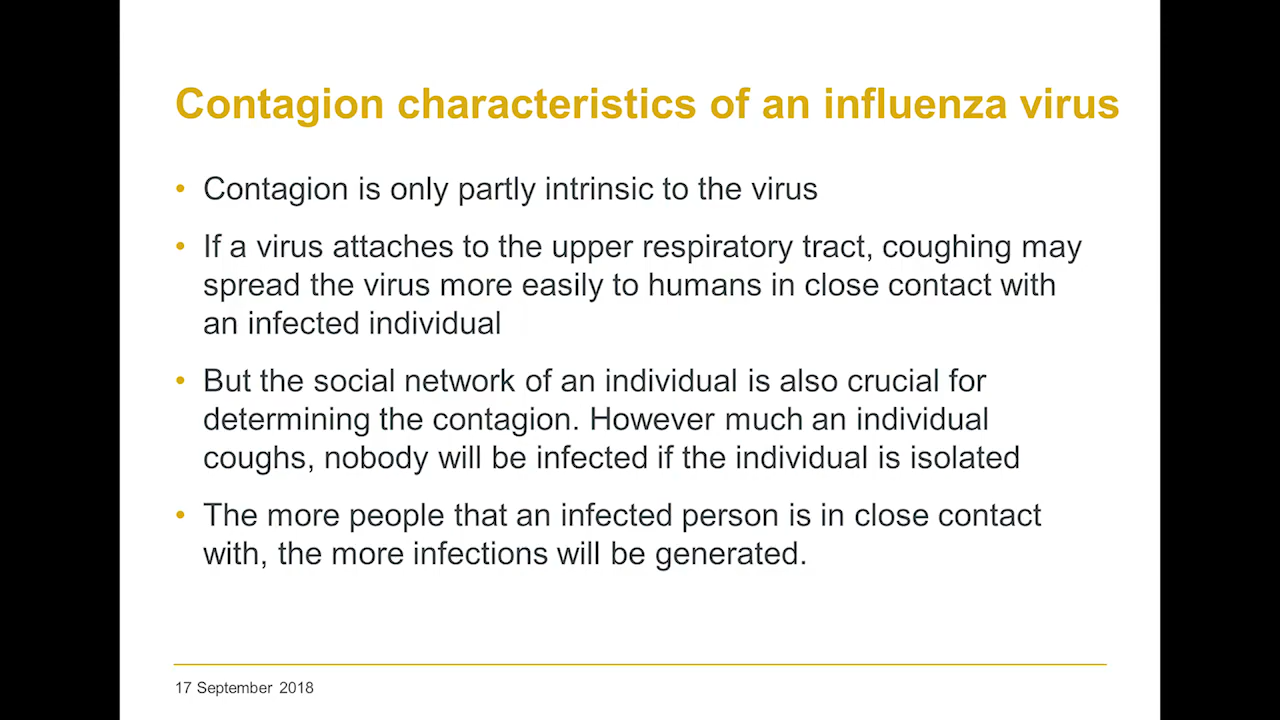 Contagion characteristics of an influenza virus
• Contagion is only partly intrinsic to the virus
• If a virus attaches to the upper respiratory tract, coughing may
spread the virus more easily to humans in close contact with
an infected individual
• But the social network of an individual is also crucial for
determining the contagion. However much an individual
coughs, nobody will be infected if the individual is isolated
• The more people that an infected person is in close contact
with, the more infections will be generated.
17 September 2018